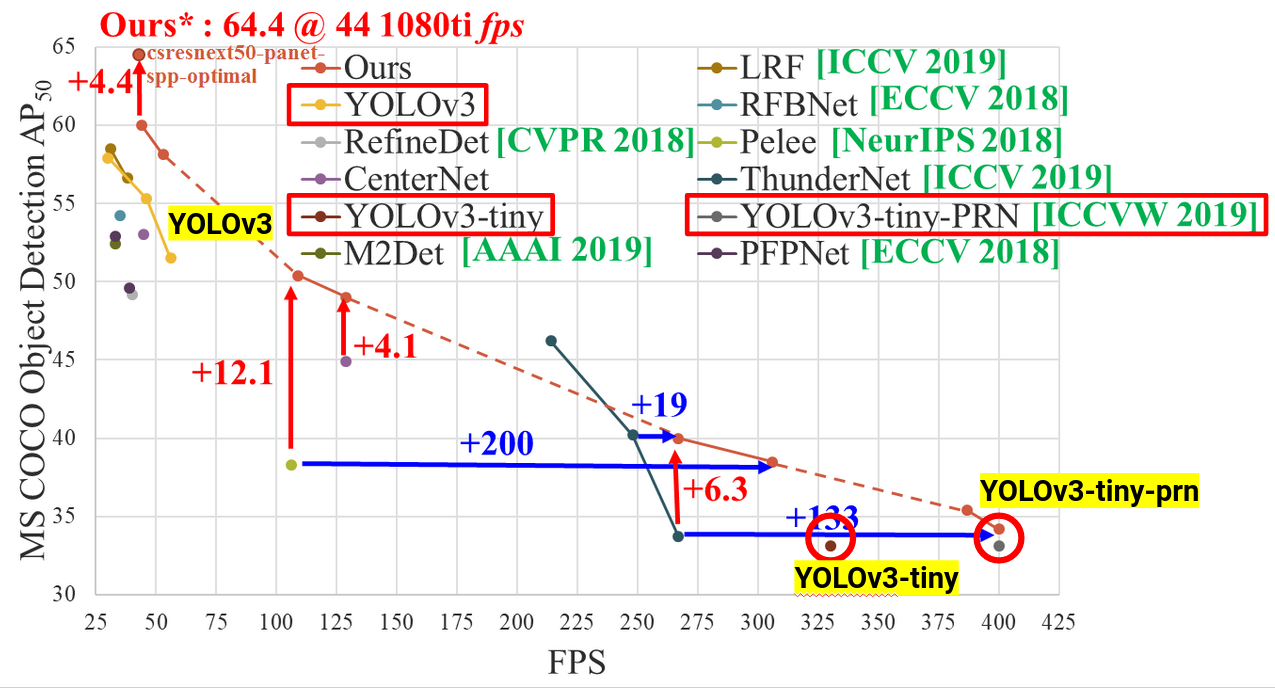 Ours* : 64.4 @ 44 1080ti fps
MS COCO Object Detection AP50
65
60
55
50
45
40
35
30
csresnext50-panet-
spp-optimal
+4.4
Ours
LRF [ICCV 2019]
YOLOv3
RFBNet [ECCV 2018]
RefineDet [CVPR 2018]
Pelee [NeurIPS 2018]
CenterNet
ThunderNet [ICCV 2019]
YOLOv3-tiny
YOLOv3-tiny-PRN [ICCVW 2019]
M2Det [AAAI 2019]
PFPNet [ECCV 2018]
YOLOv3
+12.1
+4.1
+19
+200
+6.3
+133
YOLOv3-tiny-prn
YOLOv3-tiny
25 50 75 100 125 150 175 200 225 250 275 300 325 350 375 400 425
FPS